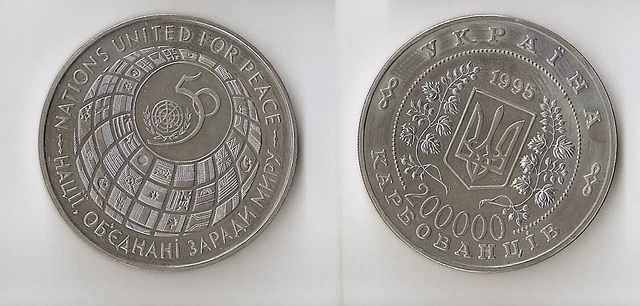 NATIONS UNITED FOR PEACE
50
НАЦІЇ, ОБ'ЄДНАНІ ЗАРАДИ МИРУ
УКРАЇНА
1995
200000
КАРБОВАНЦІВ